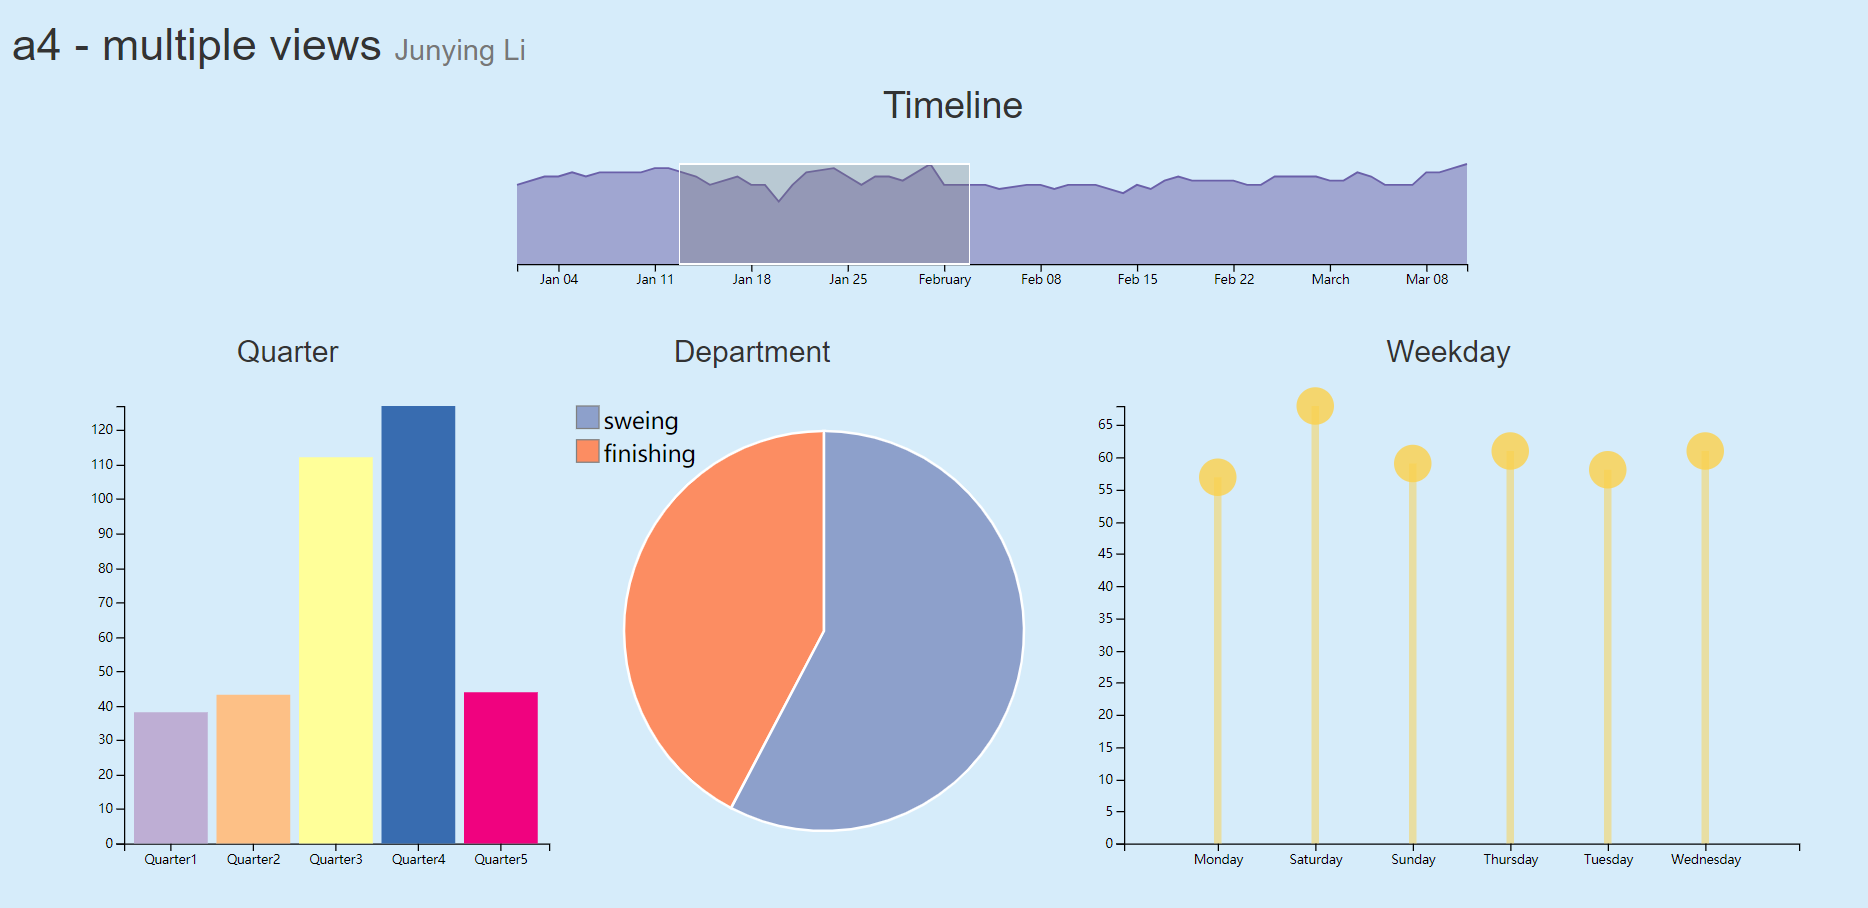 a4 - multiple views Junying Li
Timeline
Jan 04 Jan 11 Jan 18 Jan 25 February Feb 08 Feb 15 Feb 22 March Mar 08
Quarter
120
110
100
90
80
70
60
50
40
30
20
10
0
Quarter1 Quarter2 Quarter3 Quarter4 Quarter5
Department
sweing
finishing
Weekday
65
60
55
50
45
40
35
30
25
20
15
10
5
0
Monday Saturday Sunday Thursday Tuesday Wednesday